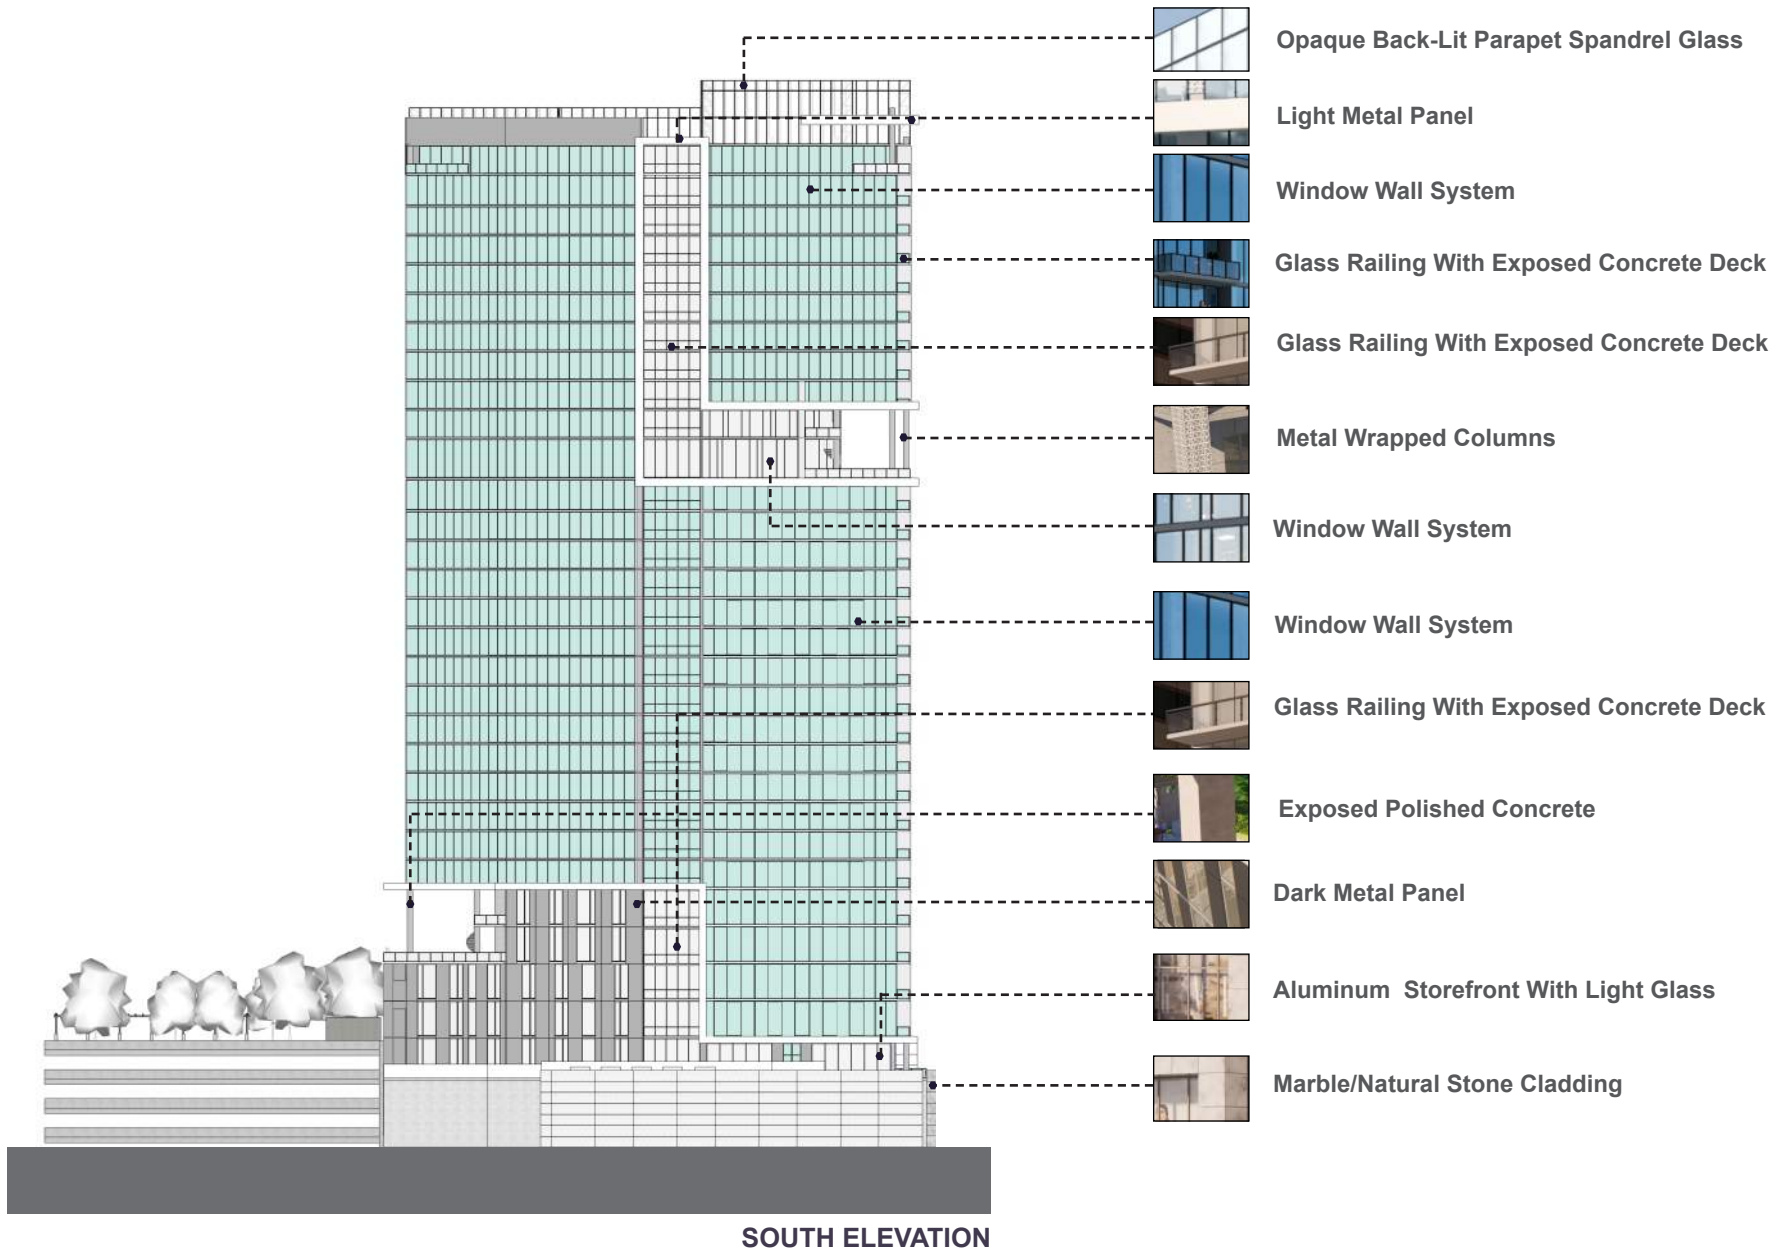 Opaque Back-Lit Parapet Spandrel Glass
Light Metal Panel
Window Wall System
Glass Railing With Exposed Concrete Deck
Glass Railing With Exposed Concrete Deck
Metal Wrapped Columns
Window Wall System
Window Wall System
Glass Railing With Exposed Concrete Deck
Exposed Polished Concrete
Dark Metal Panel
Aluminum  Storefront With Light Glass
Marble/Natural Stone Cladding
SOUTH ELEVATION